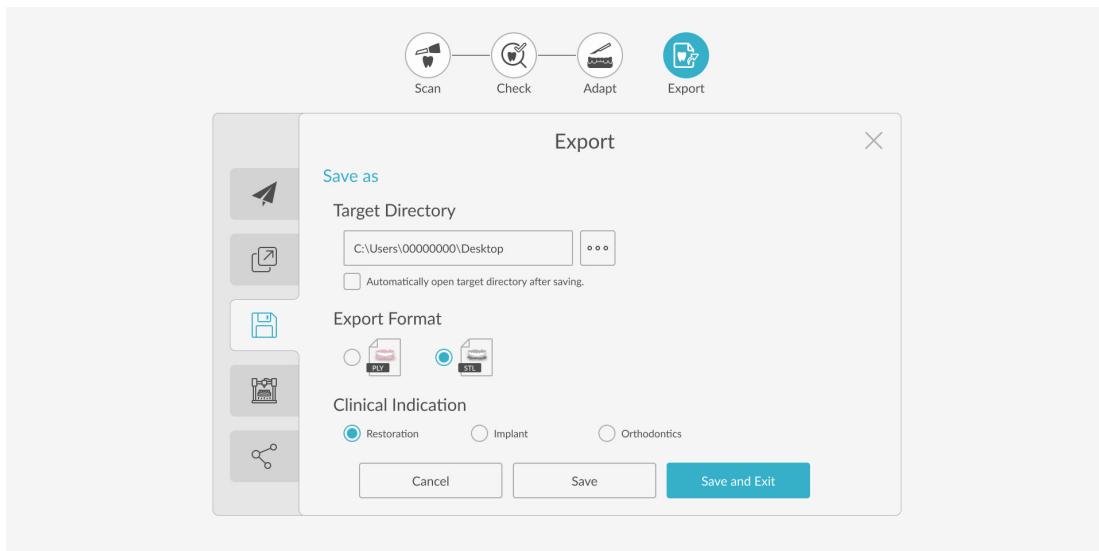 Scan Check Adapt Export
Export
Save as
Target Directory
C:\Users\00000000\Desktop
Automatically open target directory after saving.
Export Format
PLY STL
Clinical Indication
Restoration Implant Orthodontics
Cancel Save Save and Exit